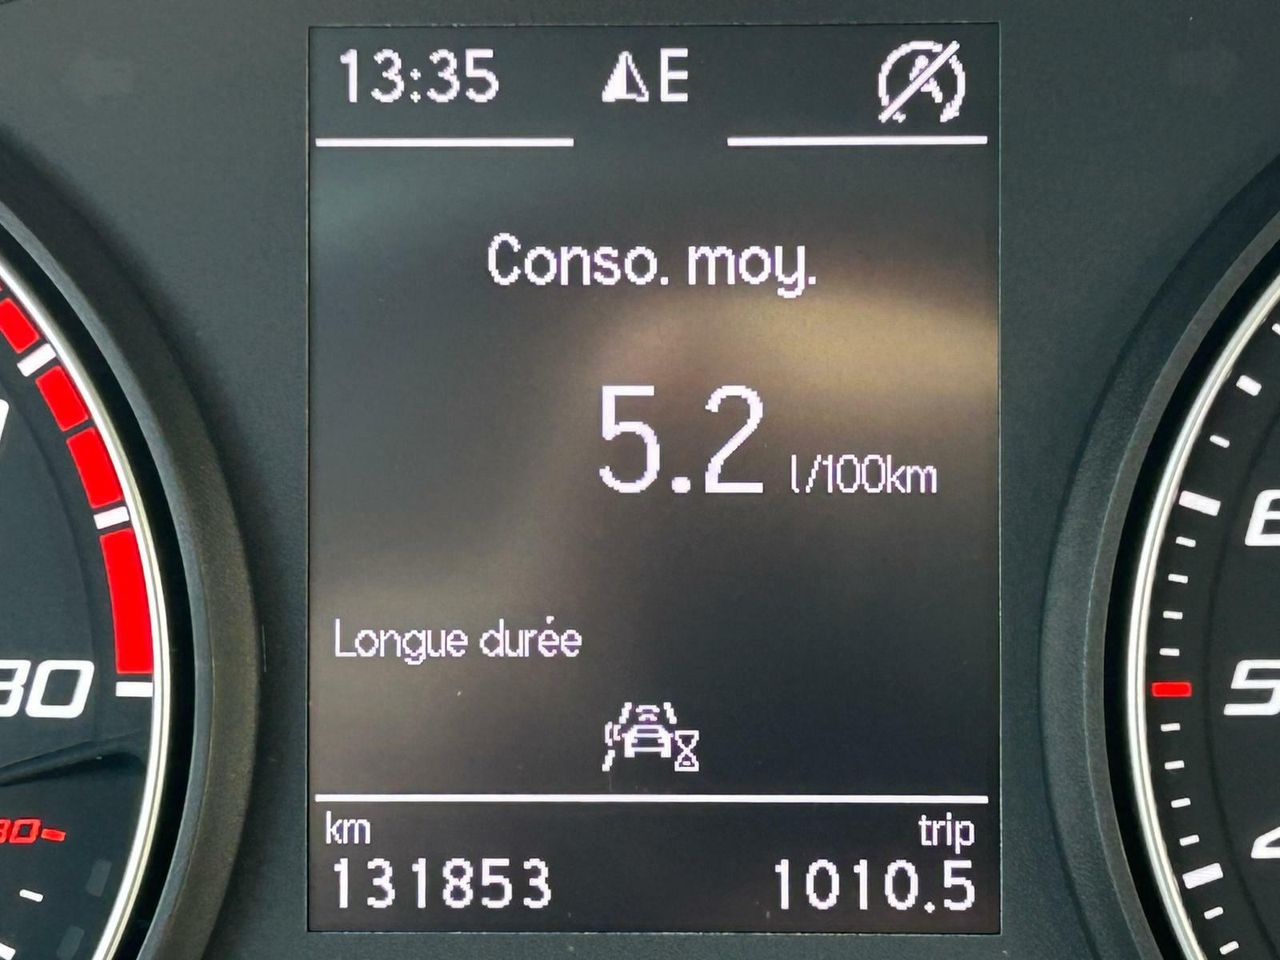 13:35 E
Conso. moy.
5.2 l/100km
Longue durée
km trip
131853 1010.5